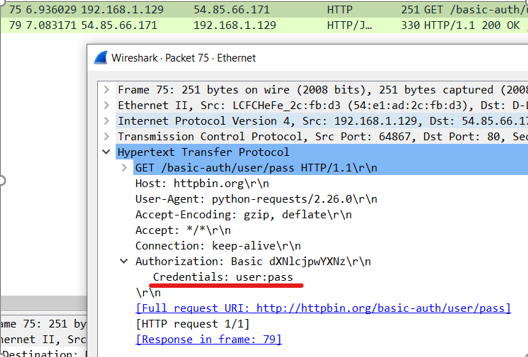 75 6.936029 192.168.1.129 54.85.66.171 HTTP 251 GET /basic-auth/u
79 7.083171 54.85.66.171 192.168.1.129 HTTP/J… 330 HTTP/1.1 200 OK
Wireshark · Packet 75 · Ethernet
Frame 75: 251 bytes on wire (2008 bits), 251 bytes captured (200
Ethernet II, Src: LCFCHeFe_2c:fb:d3 (54:e1:ad:2c:fb:d3), Dst: D-L
Internet Protocol Version 4, Src: 192.168.1.129, Dst: 54.85.66.17
Transmission Control Protocol, Src Port: 64867, Dst Port: 80, Se
Hypertext Transfer Protocol
GET /basic-auth/user/pass HTTP/1.1\r\n
Host: httpbin.org\r\n
User-Agent: python-requests/2.26.0\r\n
Accept-Encoding: gzip, deflate\r\n
Accept: */*\r\n
Connection: keep-alive\r\n
Authorization: Basic dXNlcjpwYXNz\r\n
Credentials: user:pass
\r\n
[Full request URI: http://httpbin.org/basic-auth/user/pass]
[HTTP request 1/1]
[Response in frame: 79]
ame 75: 251 by
hernet II, Src
Destination: